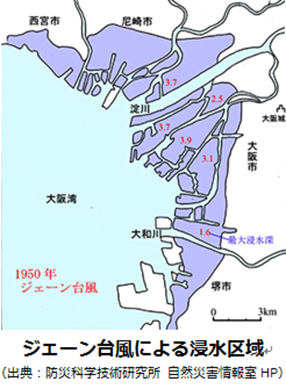 西宮市
尼崎市
3.7
淀川
2.5
大阪城
3.7
3.9
3.1
大阪市
大阪湾
大和川
1.6
最大浸水深
1950年
ジェーン台風
堺市
0
3km
ジェーン台風による浸水区域
（出典：防災科学技術研究所 自然災害情報室 HP）